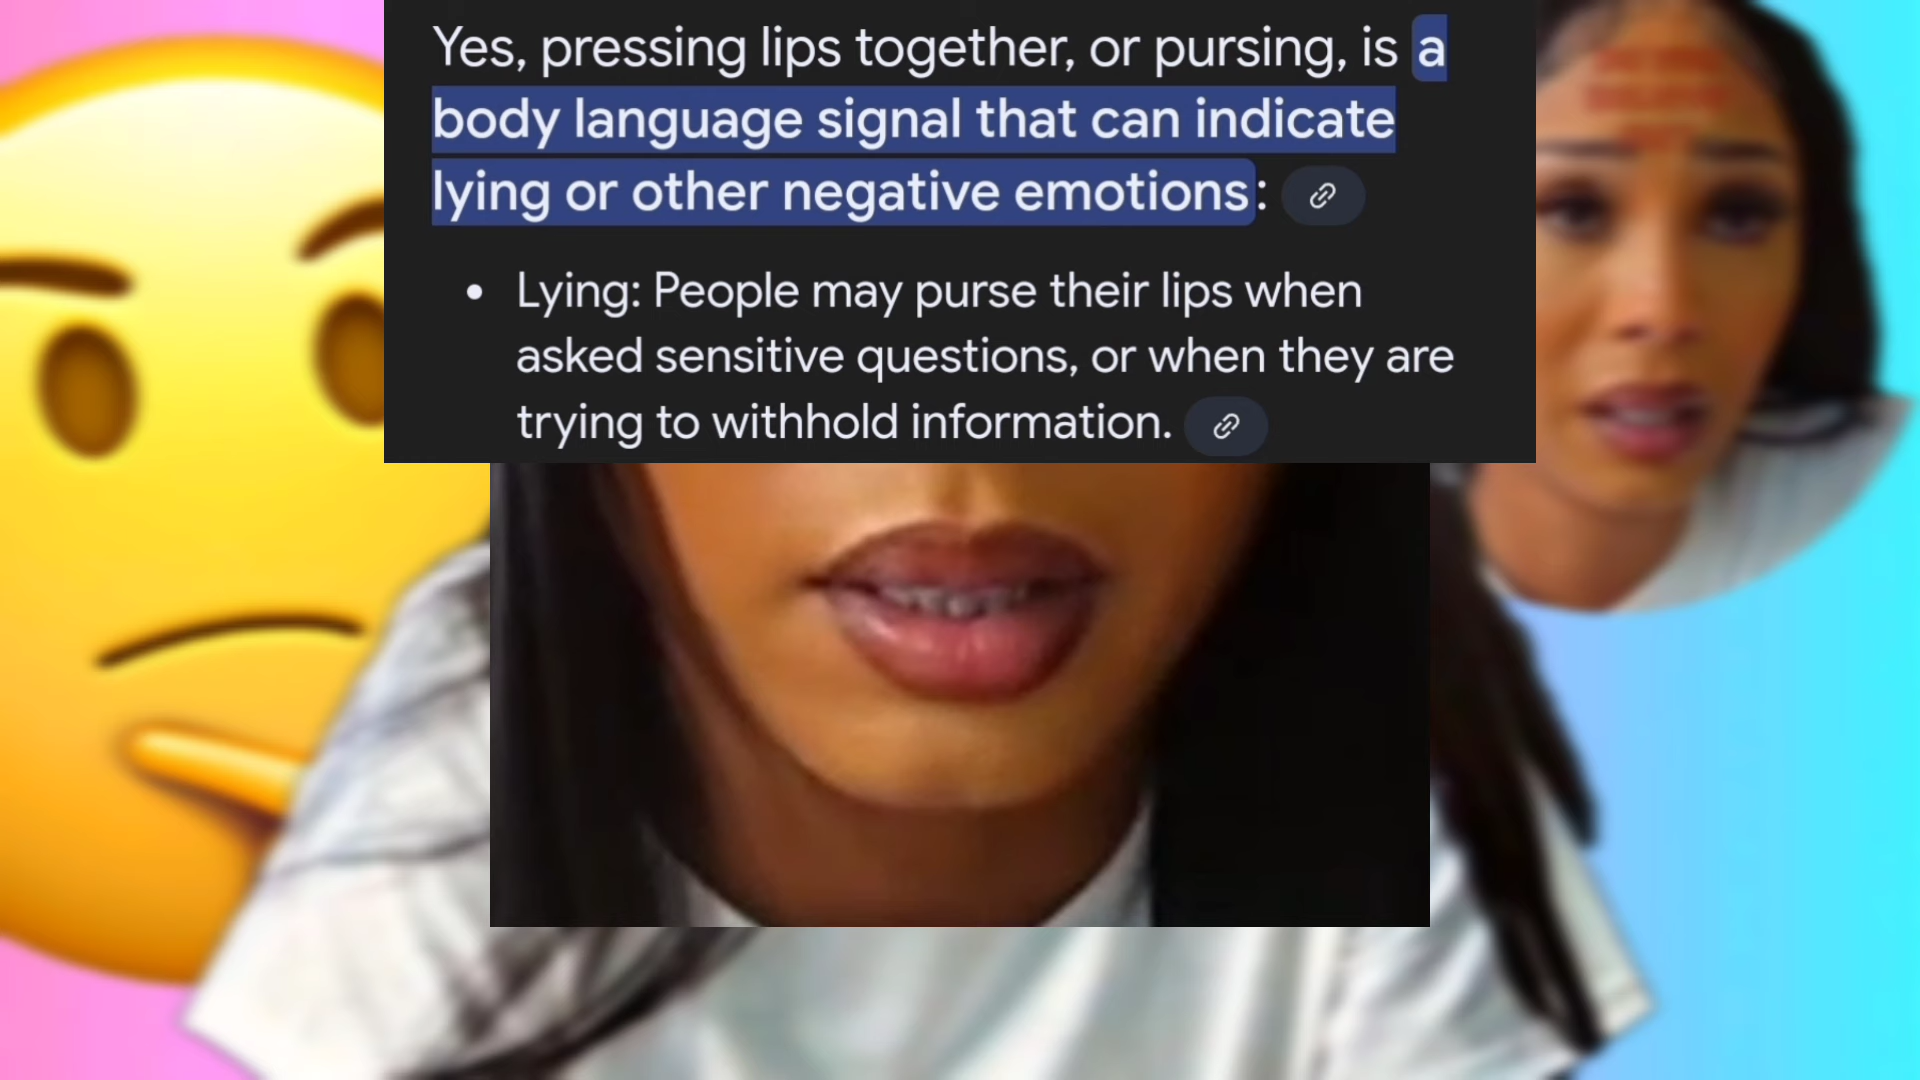 Yes, pressing lips together, or pursing, is a
body language signal that can indicate
lying or other negative emotions:
• Lying: People may purse their lips when
asked sensitive questions, or when they are
trying to withhold information.